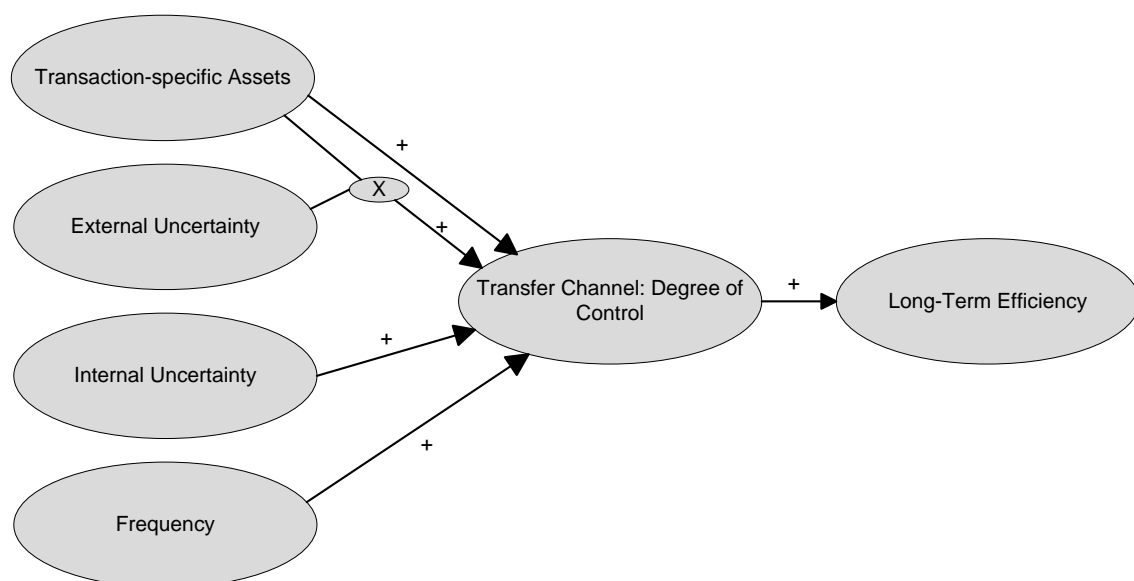 Transaction-specific Assets
+
External Uncertainty
X
+
Transfer Channel: Degree of
Control
+
Long-Term Efficiency
Internal Uncertainty
+
Frequency
+